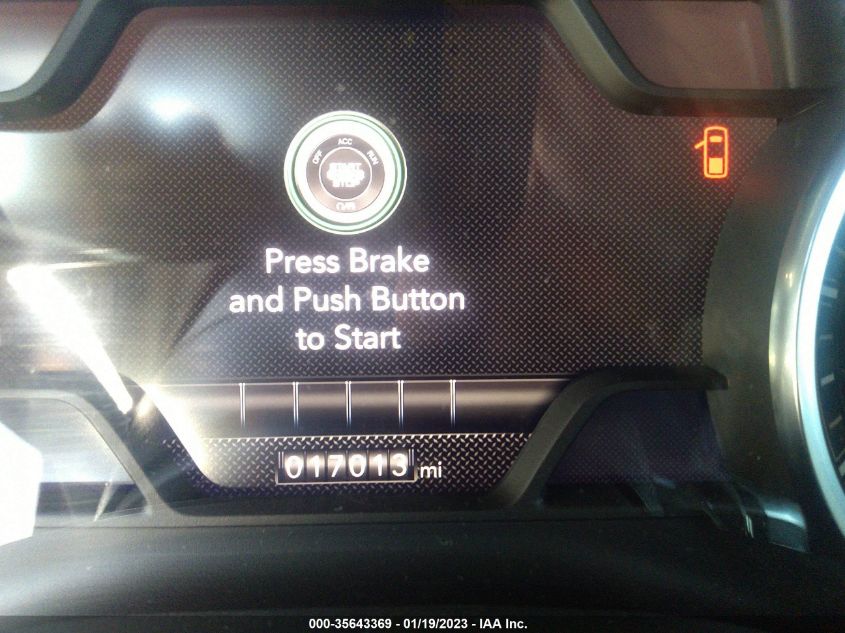 OFF ACC RUN
START
STOP
Press Brake
and Push Button
to Start
017013 mi
000-35643369 - 01/19/2023 - IAA Inc.